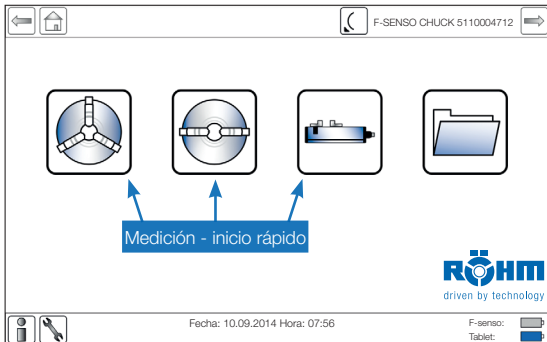 F-SENSO CHUCK 5110004712
Medición - inicio rápido
RÖHM
driven by technology
Fecha: 10.09.2014 Hora: 07:56
F-senso:
Tablet: